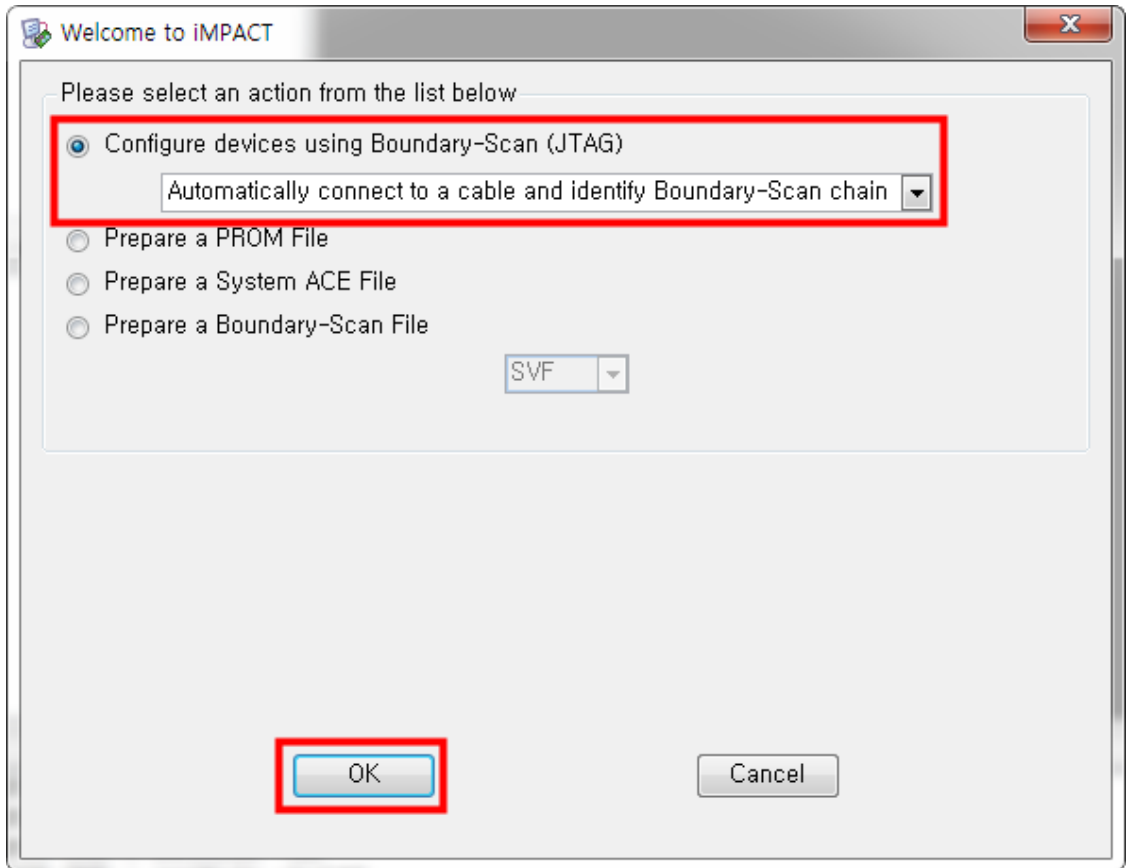 Welcome to iMPACT
Please select an action from the list below
Configure devices using Boundary-Scan (JTAG)
Automatically connect to a cable and identify Boundary-Scan chain
Prepare a PROM File
Prepare a System ACE File
Prepare a Boundary-Scan File
SVF
OK Cancel